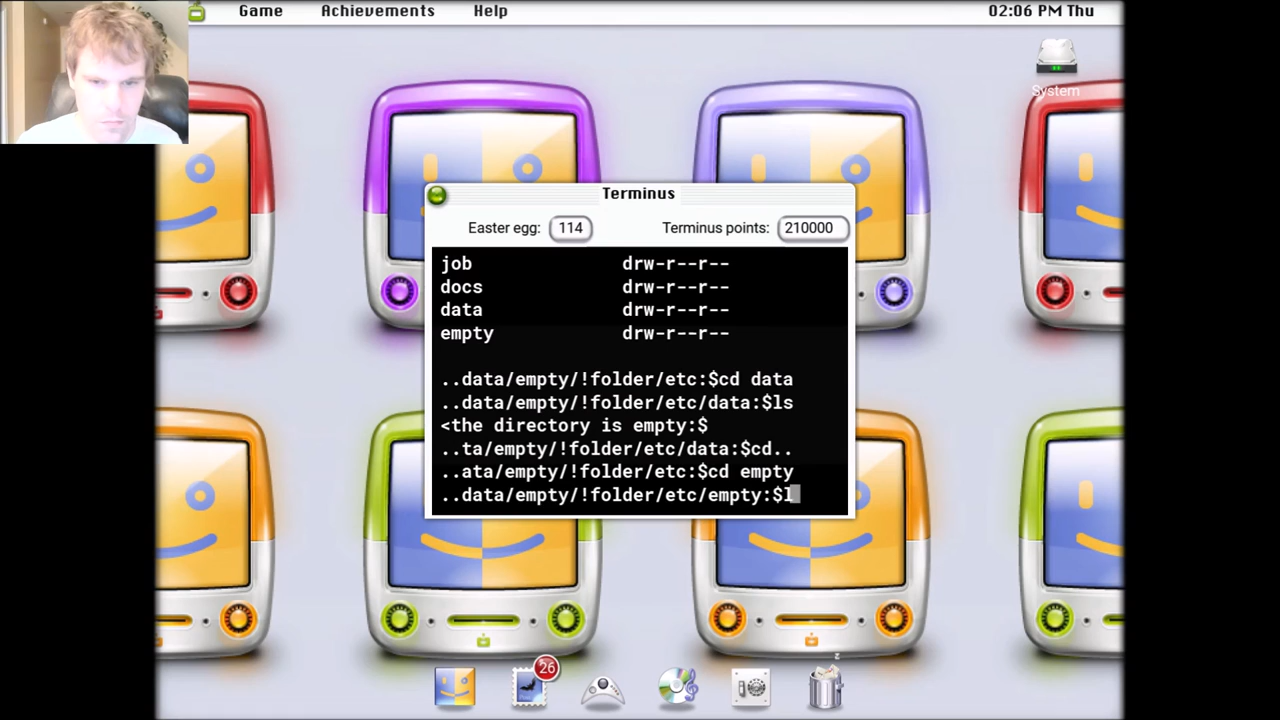 Game Achievements Help 02:06 PM Thu
System
Terminus
Easter egg: 114 Terminus points: 210000
job drw-r--r--
docs drw-r--r--
data drw-r--r--
empty drw-r--r--
..data/empty/!folder/etc:$cd data
..data/empty/!folder/etc/data:$ls
<the directory is empty:$
..ta/empty/!folder/etc/data:$cd..
..ata/empty/!folder/etc:$cd empty
..data/empty/!folder/etc/empty:$l
26
z